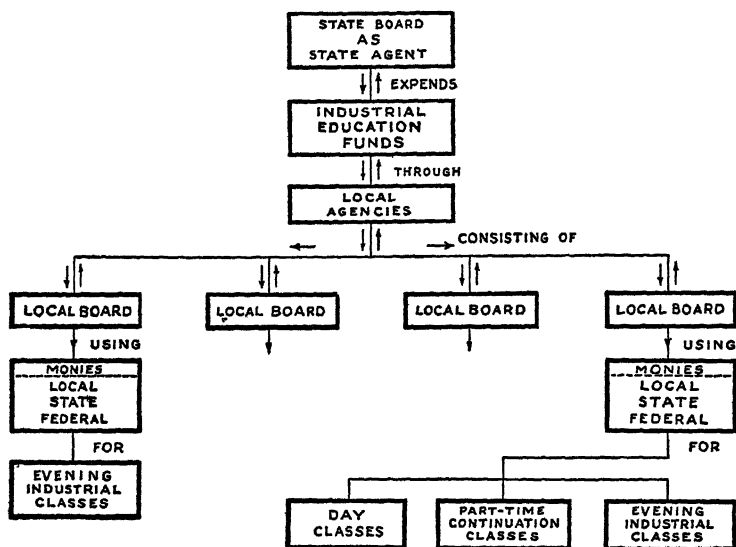 STATE BOARD
AS
STATE AGENT
EXPENDS
INDUSTRIAL
EDUCATION
FUNDS
THROUGH
LOCAL
AGENCIES
CONSISTING OF
LOCAL BOARD
LOCAL BOARD
LOCAL BOARD
LOCAL BOARD
USING
USING
MONIES
LOCAL
STATE
FEDERAL
MONIES
LOCAL
STATE
FEDERAL
FOR
FOR
EVENING
INDUSTRIAL
CLASSES
DAY
CLASSES
PART-TIME
CONTINUATION
CLASSES
EVENING
INDUSTRIAL
CLASSES